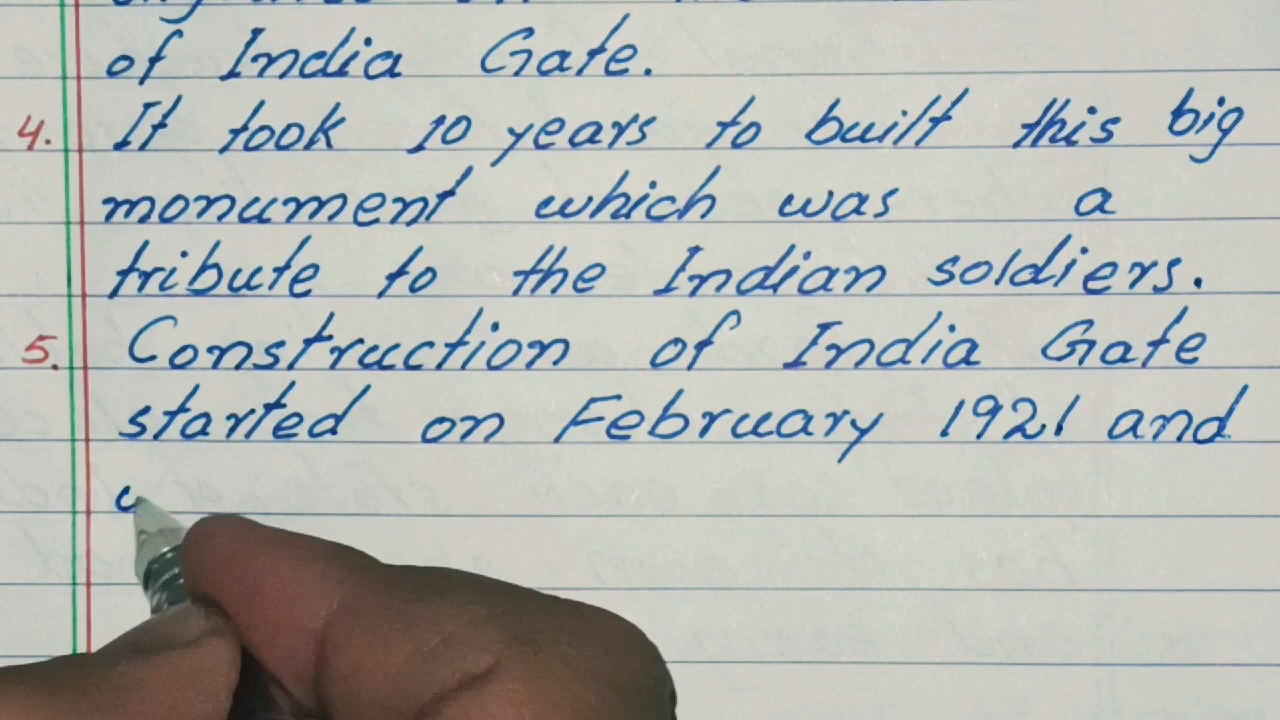 of India Gate.
4. It took 10 years to built this big
monument which was a
tribute to the Indian soldiers.
5. Construction of India Gate
started on February 1921 and